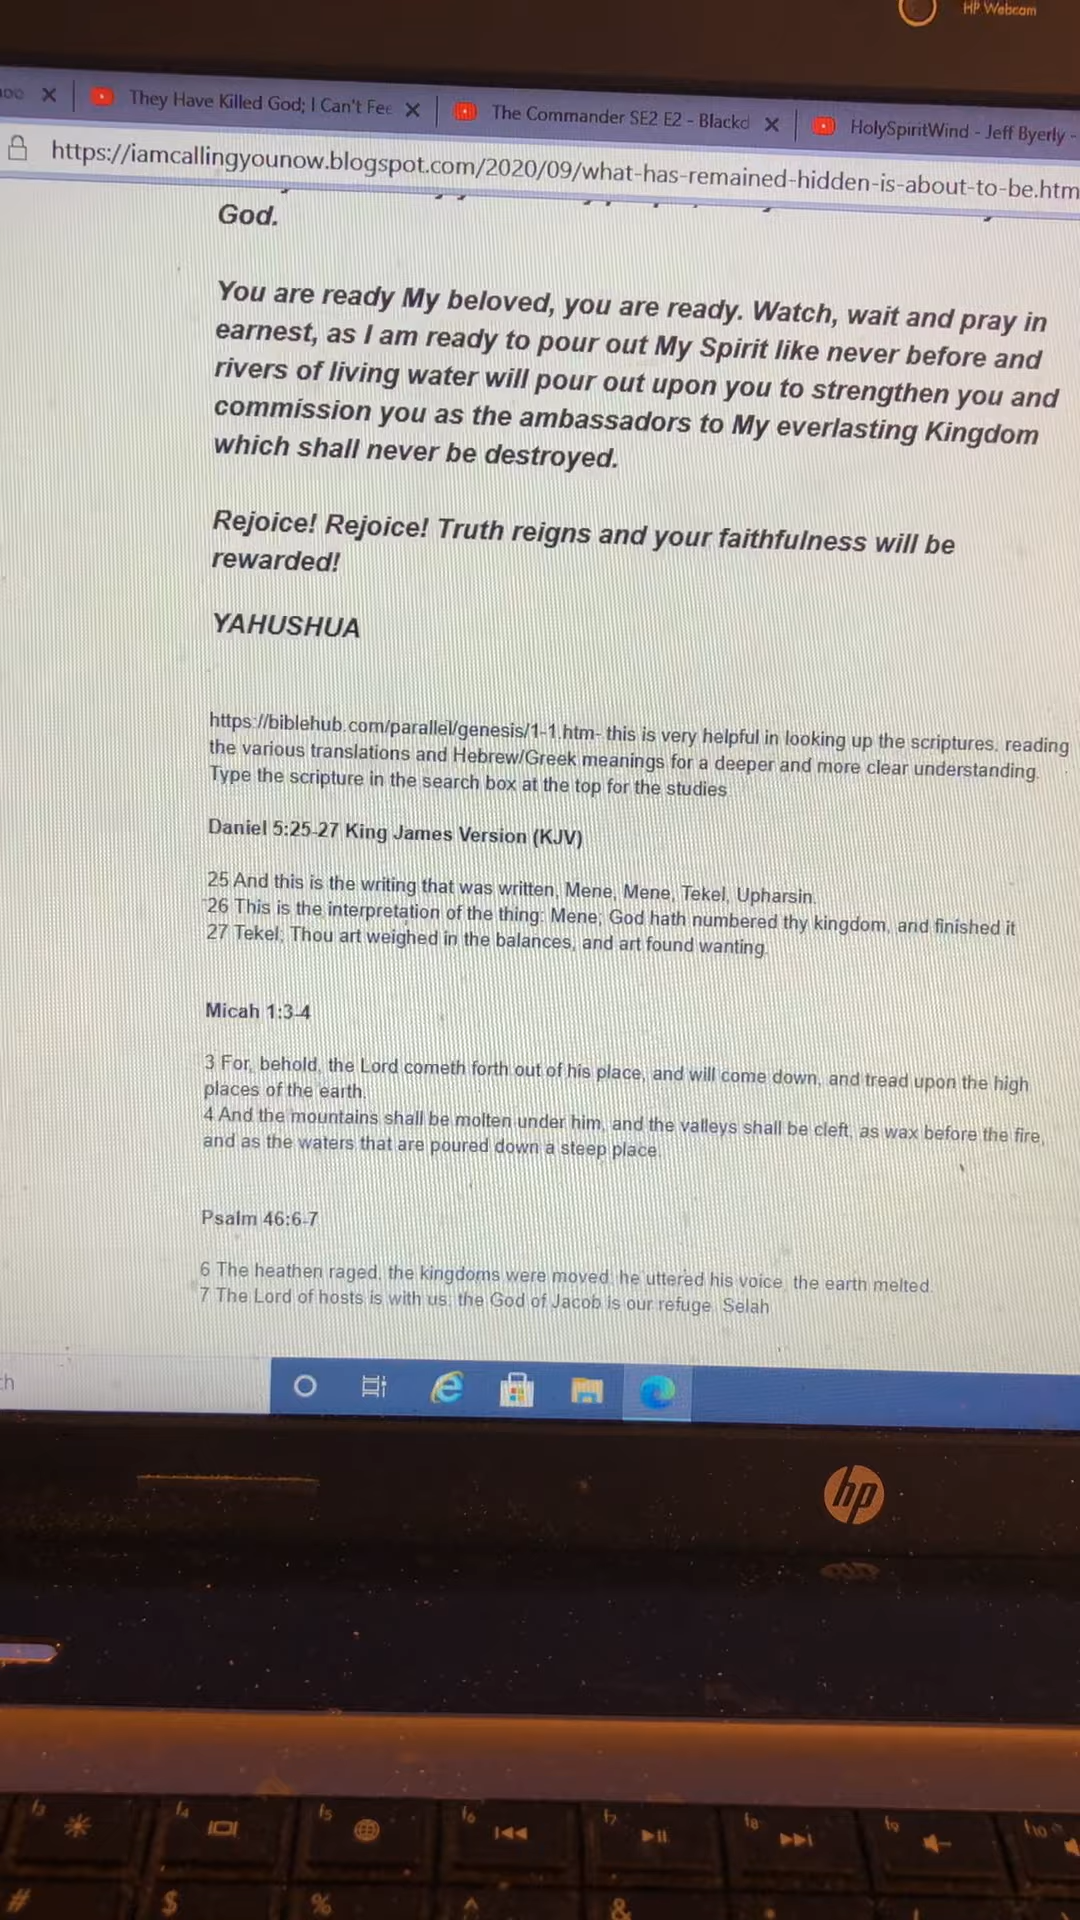 HP Webcam
They Have Killed God; I Can't Fee
The Commander SE2 E2 - Blackd
HolySpiritWind - Jeff Byerly -
https://iamcallingyounow.blogspot.com/2020/09/what-has-remained-hidden-is-about-to-be.htm
God.
You are ready My beloved, you are ready. Watch, wait and pray in
earnest, as I am ready to pour out My Spirit like never before and
rivers of living water will pour out upon you to strengthen you and
commission you as the ambassadors to My everlasting Kingdom
which shall never be destroyed.
Rejoice! Rejoice! Truth reigns and your faithfulness will be
rewarded!
YAHUSHUA
https://biblehub.com/parallel/genesis/1-1.htm- this is very helpful in looking up the scriptures, reading
the various translations and Hebrew/Greek meanings for a deeper and more clear understanding.
Type the scripture in the search box at the top for the studies
Daniel 5:25-27 King James Version (KJV)
25 And this is the writing that was written, Mene, Mene, Tekel, Upharsin.
26 This is the interpretation of the thing: Mene; God hath numbered thy kingdom, and finished it
27 Tekel; Thou art weighed in the balances, and art found wanting.
Micah 1:3-4
3 For, behold, the Lord cometh forth out of his place, and will come down, and tread upon the high
places of the earth.
4 And the mountains shall be molten under him, and the valleys shall be cleft, as wax before the fire,
and as the waters that are poured down a steep place.
Psalm 46:6-7
6 The heathen raged, the kingdoms were moved: he uttered his voice, the earth melted.
7 The Lord of hosts is with us; the God of Jacob is our refuge. Selah
ch
hp
f3 f4 f5 f6 f7 f8 f9 f10
# $ % ^ &